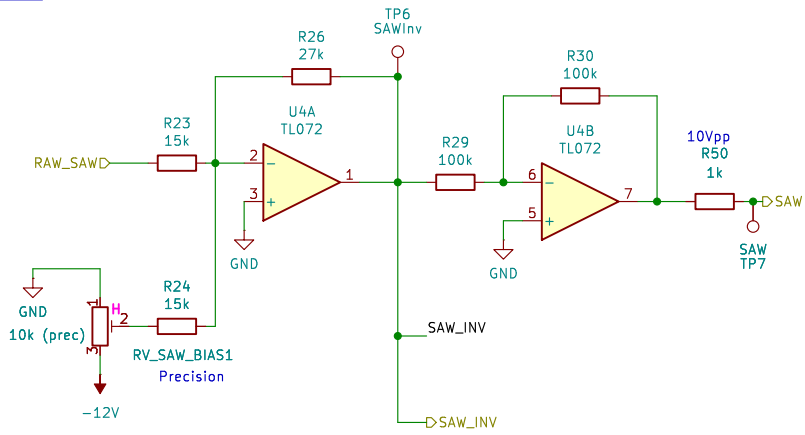 TP6
SAWInv
R26
27k
R30
100k
U4A
TL072
U4B
TL072
R23
15k
R29
100k
10Vpp
R50
1k
RAW_SAW
2
-
1
3
+
6
-
7
5
+
SAW
GND
GND
SAW
TP7
R24
15k
GND
1
H
2
10k (prec)
3
RV_SAW_BIAS1
Precision
SAW_INV
-12V
SAW_INV